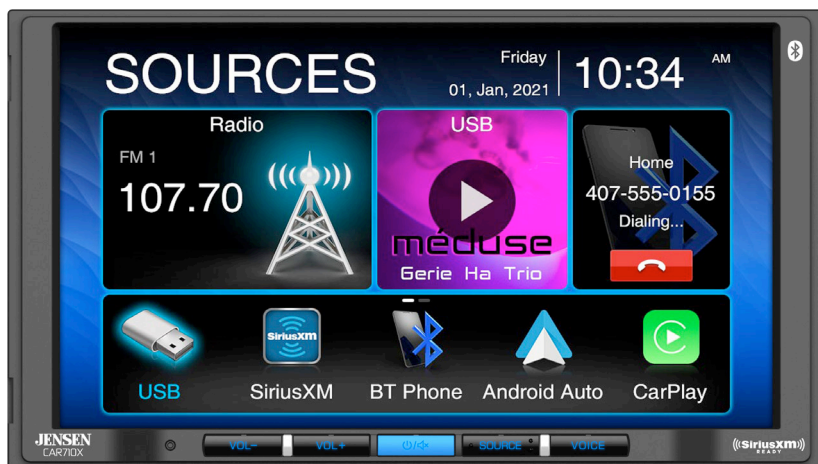 SOURCES
Friday
01, Jan, 2021
10:34 AM
Radio
FM 1
107.70
USB
méduse
Gerie Ha Trio
Home
407-555-0155
Dialing...
USB
SiriusXM
SiriusXM
BT Phone
Android Auto
CarPlay
JENSEN
CAR710X
VOL-
VOL+
⏻/🔇
SOURCE
VOICE
((SiriusXM))
READY